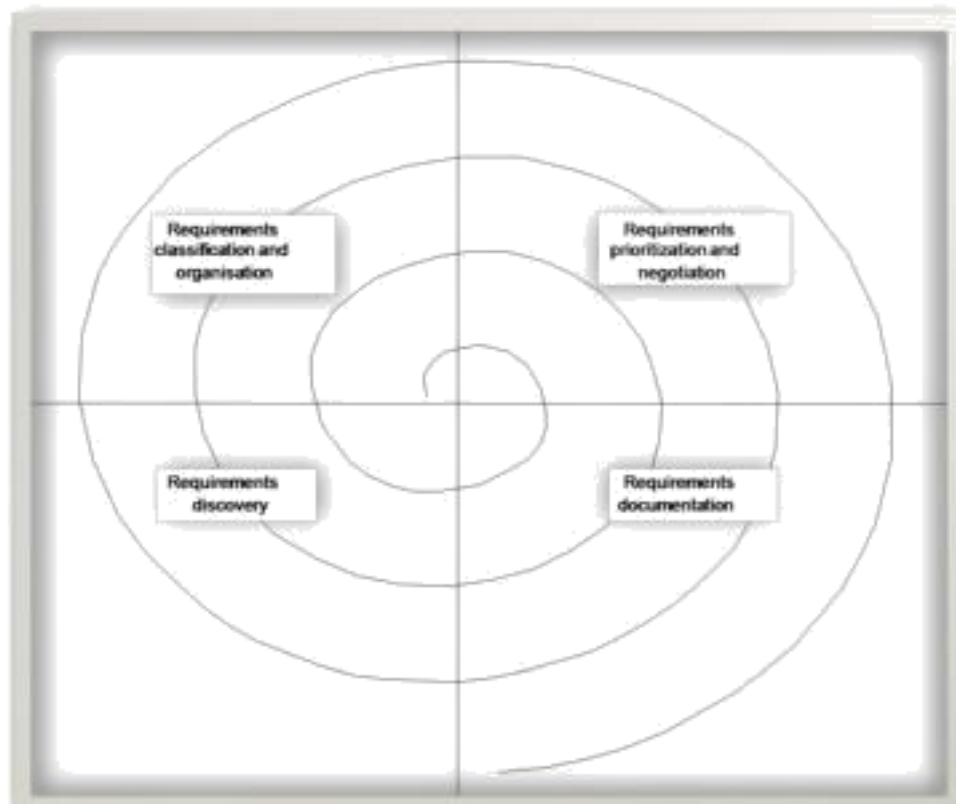 Requirements
classification and
organisation
Requirements
prioritization and
negotiation
Requirements
discovery
Requirements
documentation